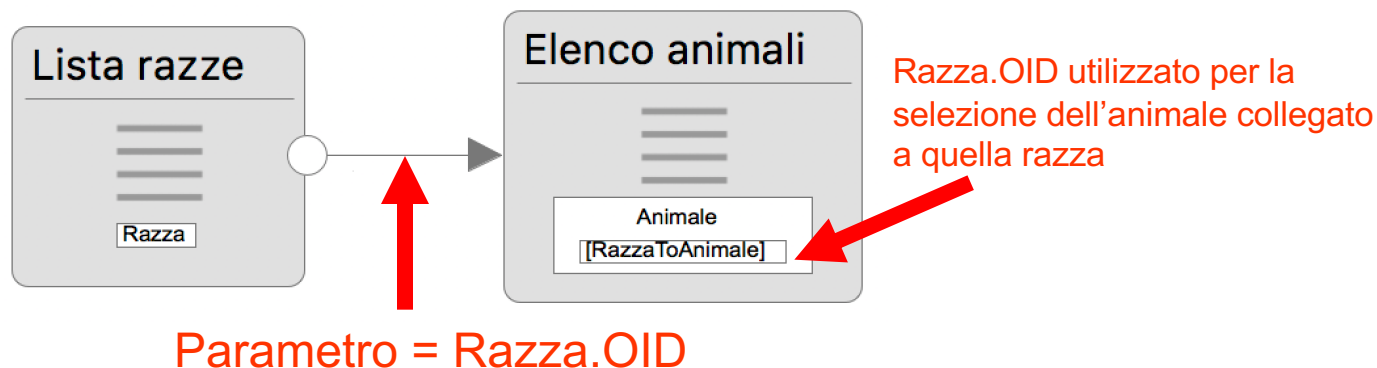 Lista razze
Razza
Elenco animali
Animale
[RazzaToAnimale]
Razza.OID utilizzato per la
selezione dell’animale collegato
a quella razza
Parametro = Razza.OID